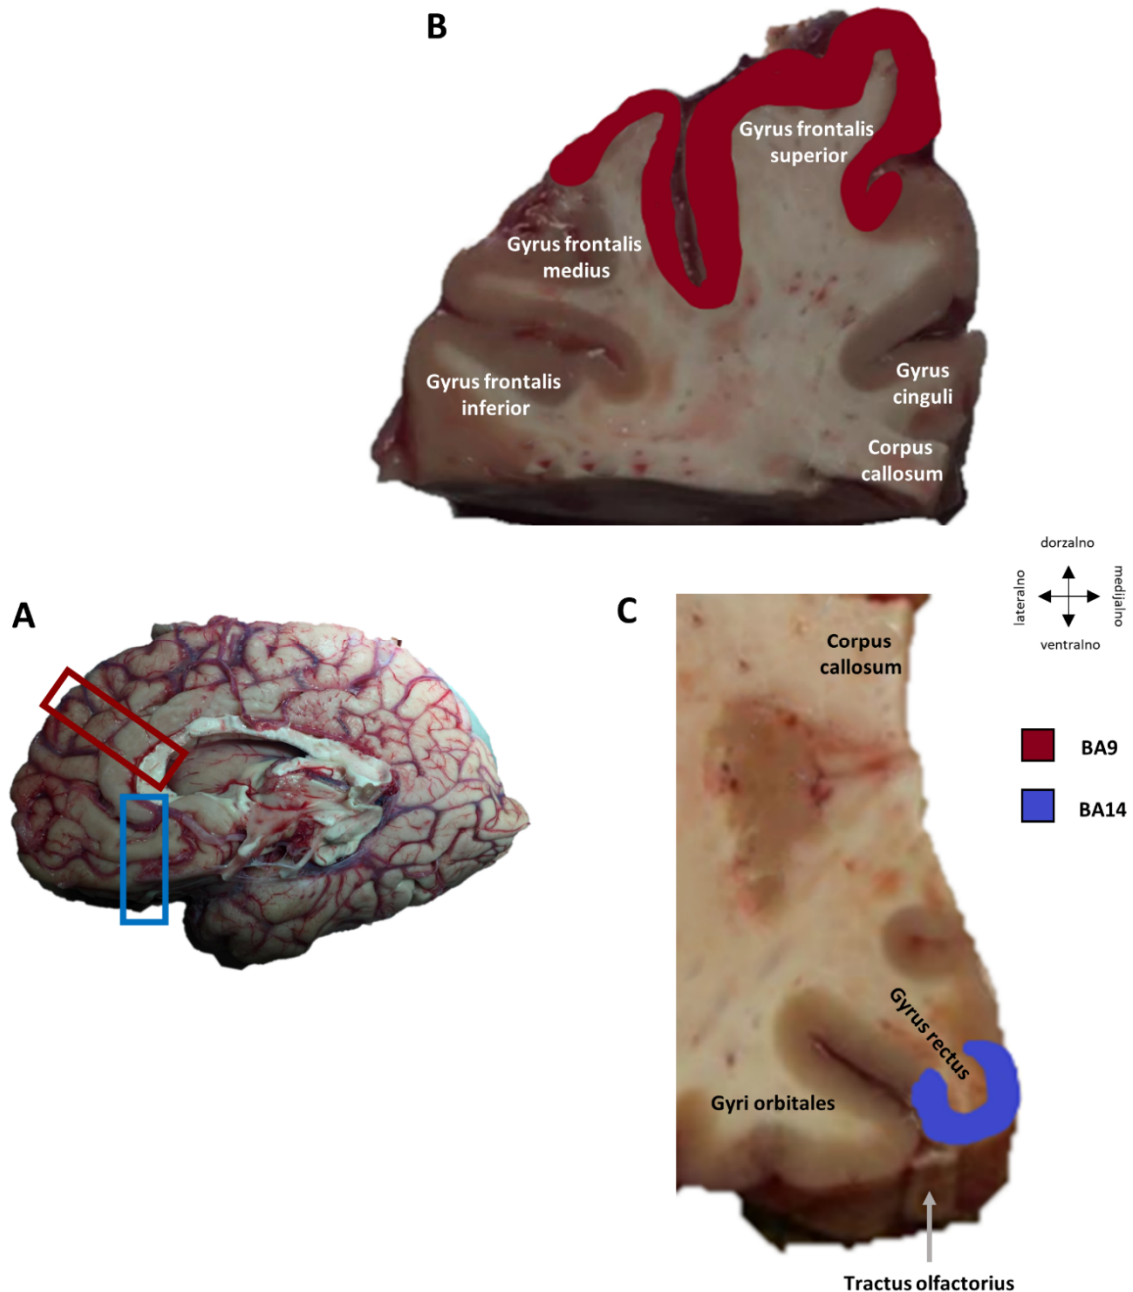 B
Gyrus frontalis
superior
Gyrus frontalis
medius
Gyrus frontalis
inferior
Gyrus
cinguli
Corpus
callosum
dorzalno
lateralno
medijalno
ventralno
A
C
Corpus
callosum
BA9
BA14
Gyrus rectus
Gyri orbitales
Tractus olfactorius